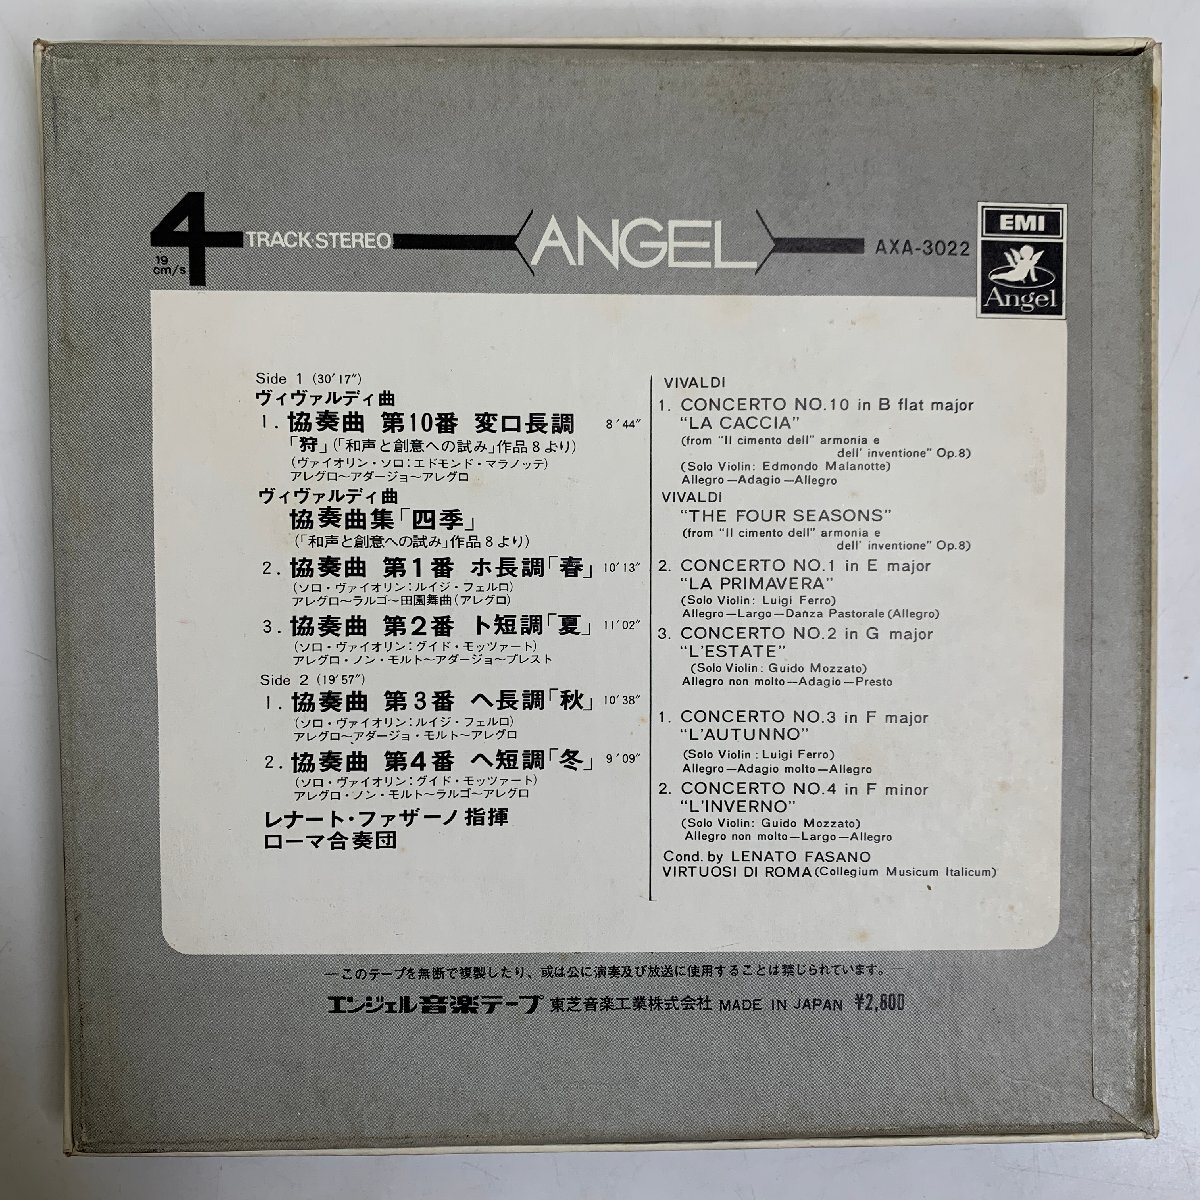 4 TRACK·STEREO
19
cm/s
ANGEL
AXA-3022
EMI
Angel
Side 1 (30′17″)
ヴィヴァルディ曲
1. 協奏曲 第10番 変ロ長調 8′44″
「狩」(「和声と創意への試み」作品8より)
(ヴァイオリン・ソロ:エドモンド・マラノッテ)
アレグロ〜アダージョ〜アレグロ
ヴィヴァルディ曲
協奏曲集「四季」
(「和声と創意への試み」作品8より)
2. 協奏曲 第1番 ホ長調「春」 10′13″
(ソロ・ヴァイオリン:ルイジ・フェルロ)
アレグロ〜ラルゴ〜田園舞曲(アレグロ)
3. 協奏曲 第2番 ト短調「夏」 11′02″
(ソロ・ヴァイオリン:グイド・モッツァート)
アレグロ・ノン・モルト〜アダージョ〜プレスト
Side 2 (19′57″)
1. 協奏曲 第3番 ヘ長調「秋」 10′38″
(ソロ・ヴァイオリン:ルイジ・フェルロ)
アレグロ〜アダージョ・モルト〜アレグロ
2. 協奏曲 第4番 ヘ短調「冬」 9′09″
(ソロ・ヴァイオリン:グイド・モッツァート)
アレグロ・ノン・モルト〜ラルゴ〜アレグロ
レナート・ファザーノ指揮
ローマ合奏団
VIVALDI
1. CONCERTO NO.10 in B flat major
"LA CACCIA"
(from "Il cimento dell" armonia e
dell' inventione" Op.8)
(Solo Violin: Edmondo Malanotte)
Allegro—Adagio—Allegro
VIVALDI
"THE FOUR SEASONS"
(from "Il cimento dell" armonia e
dell' inventione" Op.8)
2. CONCERTO NO.1 in E major
"LA PRIMAVERA"
(Solo Violin: Luigi Ferro)
Allegro—Largo—Danza Pastorale (Allegro)
3. CONCERTO NO.2 in G major
"L'ESTATE"
(Solo Violin: Guido Mozzato)
Allegro non molto—Adagio—Presto
1. CONCERTO NO.3 in F major
"L'AUTUNNO"
(Solo Violin: Luigi Ferro)
Allegro—Adagio molto—Allegro
2. CONCERTO NO.4 in F minor
"L'INVERNO"
(Solo Violin: Guido Mozzato)
Allegro non molto—Largo—Allegro
Cond. by LENATO FASANO
VIRTUOSI DI ROMA (Collegium Musicum Italicum)
—このテープを無断で複製したり、或は公に演奏及び放送に使用することは禁じられています。—
エンジェル音楽テープ 東芝音楽工業株式会社 MADE IN JAPAN ¥2,800